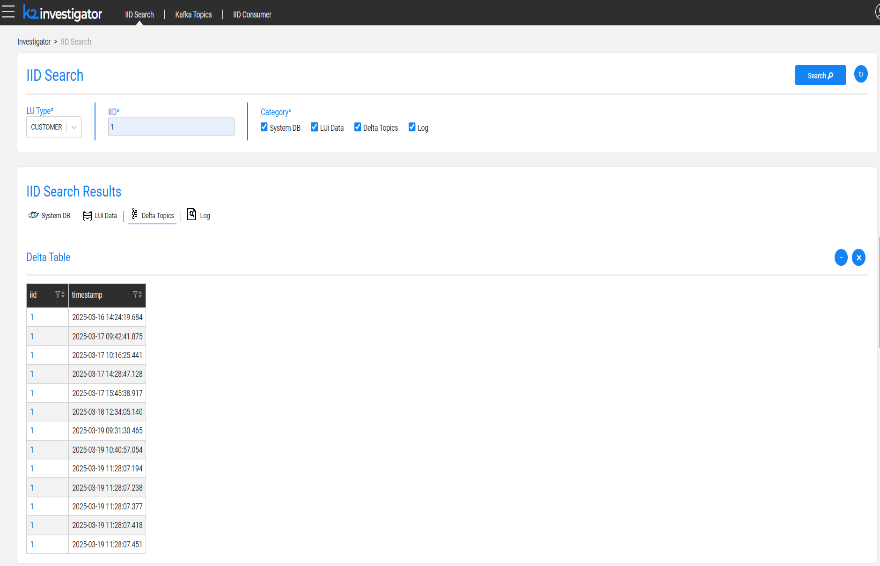 k2investigator IID Search | Kafka Topics | IID Consumer
Investigator > IID Search
IID Search
Search
LU Type* IID* Category*
CUSTOMER 1 System DB LUI Data Delta Topics Log
IID Search Results
System DB LUI Data | Delta Topics | Log
Delta Table - x
iid timestamp
1 2025-03-16 14:24:19.684
1 2025-03-17 09:42:41.875
1 2025-03-17 10:16:25.441
1 2025-03-17 14:28:47.128
1 2025-03-17 15:45:38.917
1 2025-03-18 12:34:05.140
1 2025-03-19 09:31:30.465
1 2025-03-19 10:40:57.054
1 2025-03-19 11:28:07.194
1 2025-03-19 11:28:07.238
1 2025-03-19 11:28:07.377
1 2025-03-19 11:28:07.418
1 2025-03-19 11:28:07.451